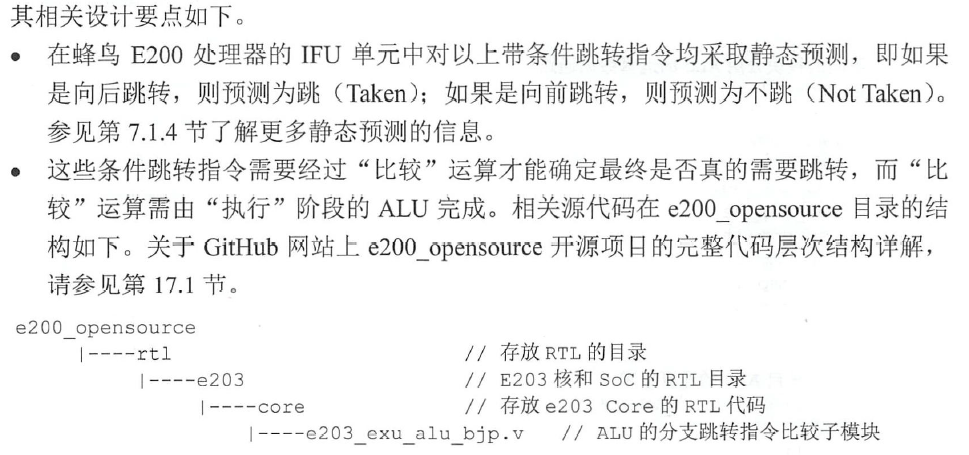 其相关设计要点如下。
• 在蜂鸟 E200 处理器的 IFU 单元中对以上带条件跳转指令均采取静态预测，即如果
是向后跳转，则预测为跳（Taken）；如果是向前跳转，则预测为不跳（Not Taken）。
参见第 7.1.4 节了解更多静态预测的信息。
• 这些条件跳转指令需要经过“比较”运算才能确定最终是否真的需要跳转，而“比
较”运算需由“执行”阶段的 ALU 完成。相关源代码在 e200_opensource 目录的结
构如下。关于 GitHub 网站上 e200_opensource 开源项目的完整代码层次结构详解，
请参见第 17.1 节。
e200_opensource
|----rtl // 存放 RTL 的目录
|----e203 // E203 核和 SoC 的 RTL 目录
|----core // 存放 e203 Core 的 RTL 代码
|----e203_exu_alu_bjp.v // ALU 的分支跳转指令比较子模块